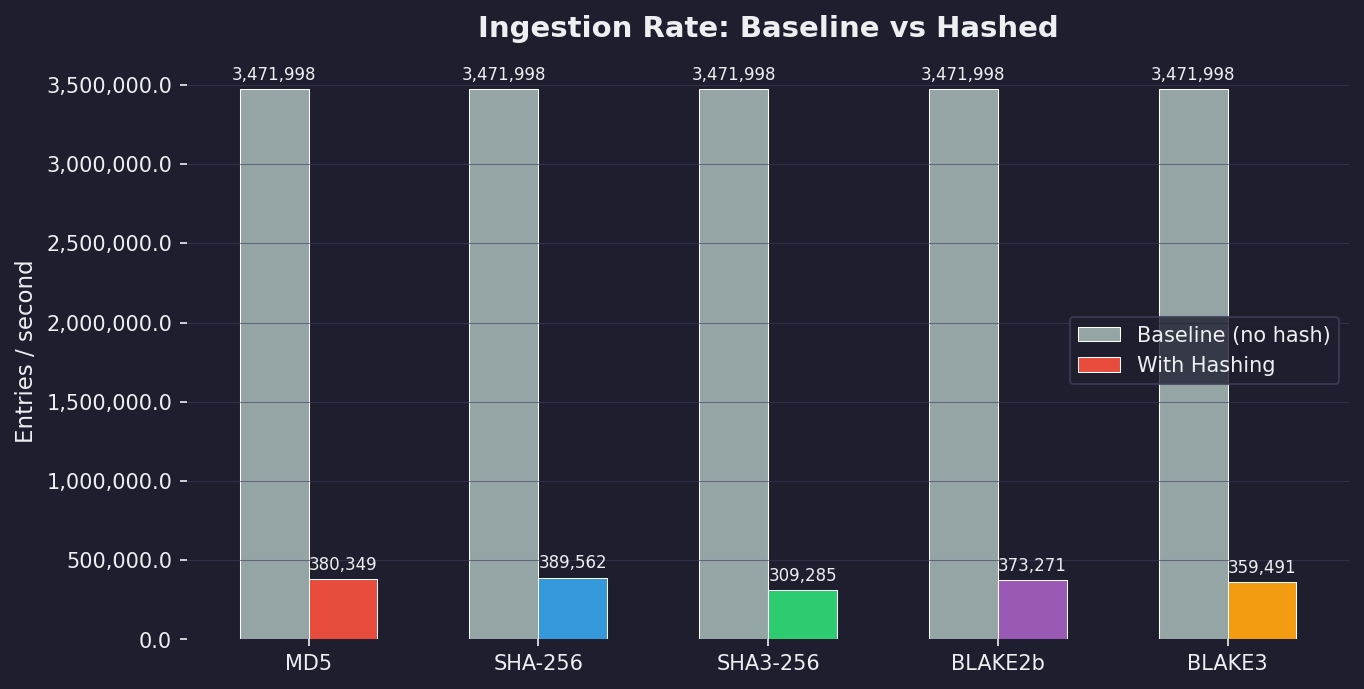 Ingestion Rate: Baseline vs Hashed
Entries / second
3,500,000.0
3,000,000.0
2,500,000.0
2,000,000.0
1,500,000.0
1,000,000.0
500,000.0
0.0
3,471,998
3,471,998
3,471,998
3,471,998
3,471,998
380,349
389,562
309,285
373,271
359,491
Baseline (no hash)
With Hashing
MD5
SHA-256
SHA3-256
BLAKE2b
BLAKE3